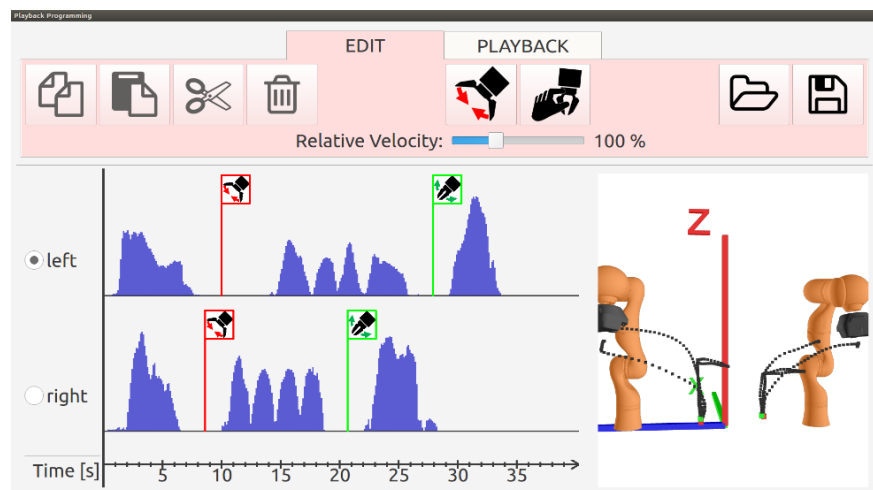 Playback Programming
EDIT PLAYBACK
Relative Velocity: 100 %
left
right
Z
X
Time [s] 5 10 15 20 25 30 35